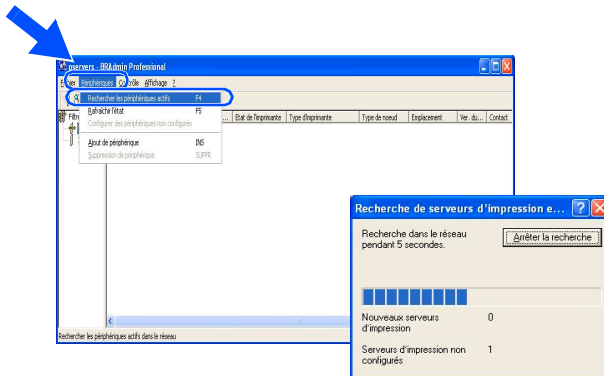 pservers - BRAdmin Professional
Périphériques Contrôle Affichage ?
Rechercher les périphériques actifs F4
Rafraîchir l'état F5
Configurer des périphériques non configurés
Ajout de périphérique INS
Suppression de périphérique SUPPR
Filtre
... Etat de l'imprimante Type d'imprimante Type de noeud Emplacement Ver. du... Contact
Rechercher les périphériques actifs dans le réseau
Recherche de serveurs d'impression e...
Recherche dans le réseau
pendant 5 secondes.
Arrêter la recherche
Nouveaux serveurs
d'impression
0
Serveurs d'impression non
configurés
1